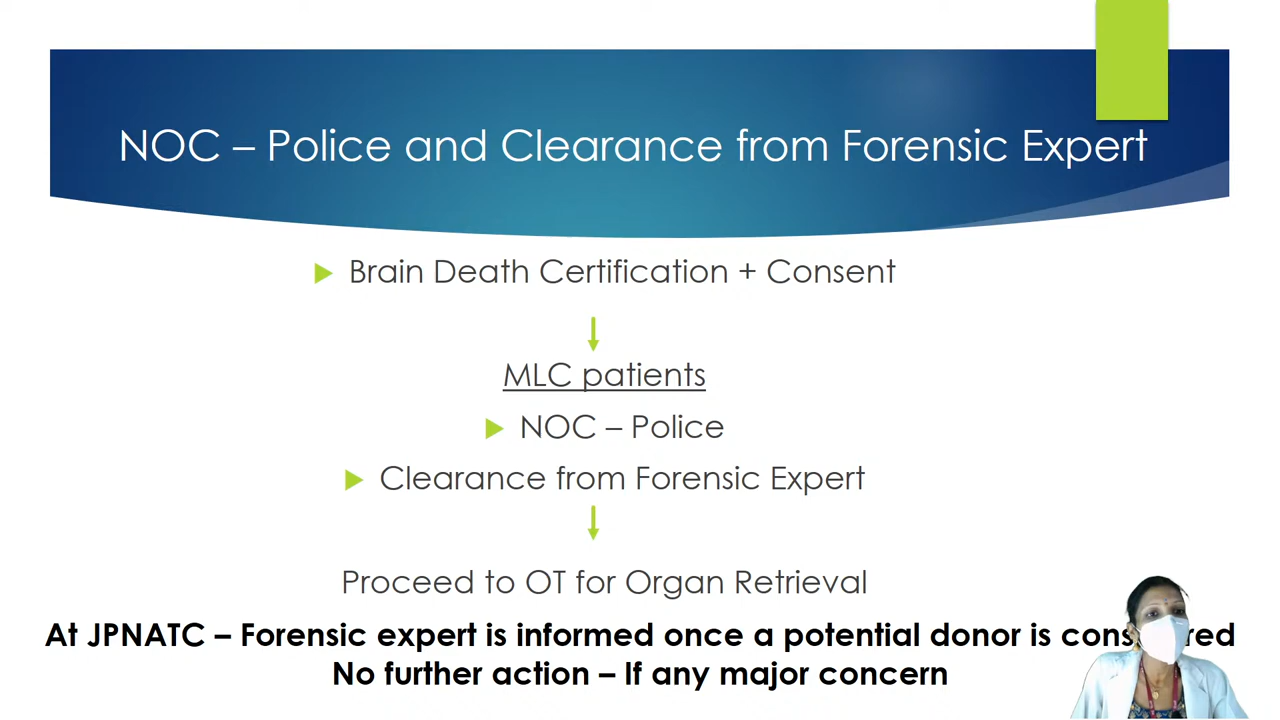 NOC – Police and Clearance from Forensic Expert
Brain Death Certification + Consent
MLC patients
NOC – Police
Clearance from Forensic Expert
Proceed to OT for Organ Retrieval
At JPNATC – Forensic expert is informed once a potential donor is
No further action – If any major concern